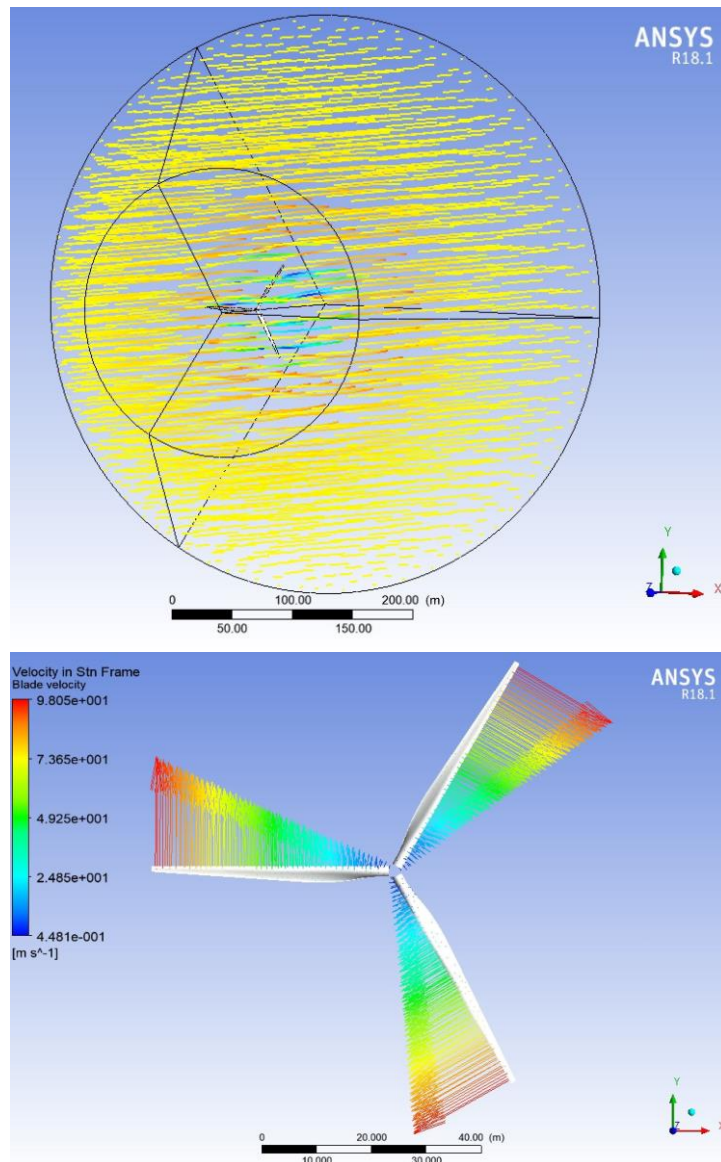 ANSYS
R18.1
Y
Z
X
0 100.00 200.00 (m)
50.00 150.00
Velocity in Stn Frame
Blade velocity
ANSYS
R18.1
9.805e+001
7.365e+001
4.925e+001
2.485e+001
4.481e-001
[m s^-1]
Y
Z
X
0 20.000 40.00 (m)
10.000 30.000